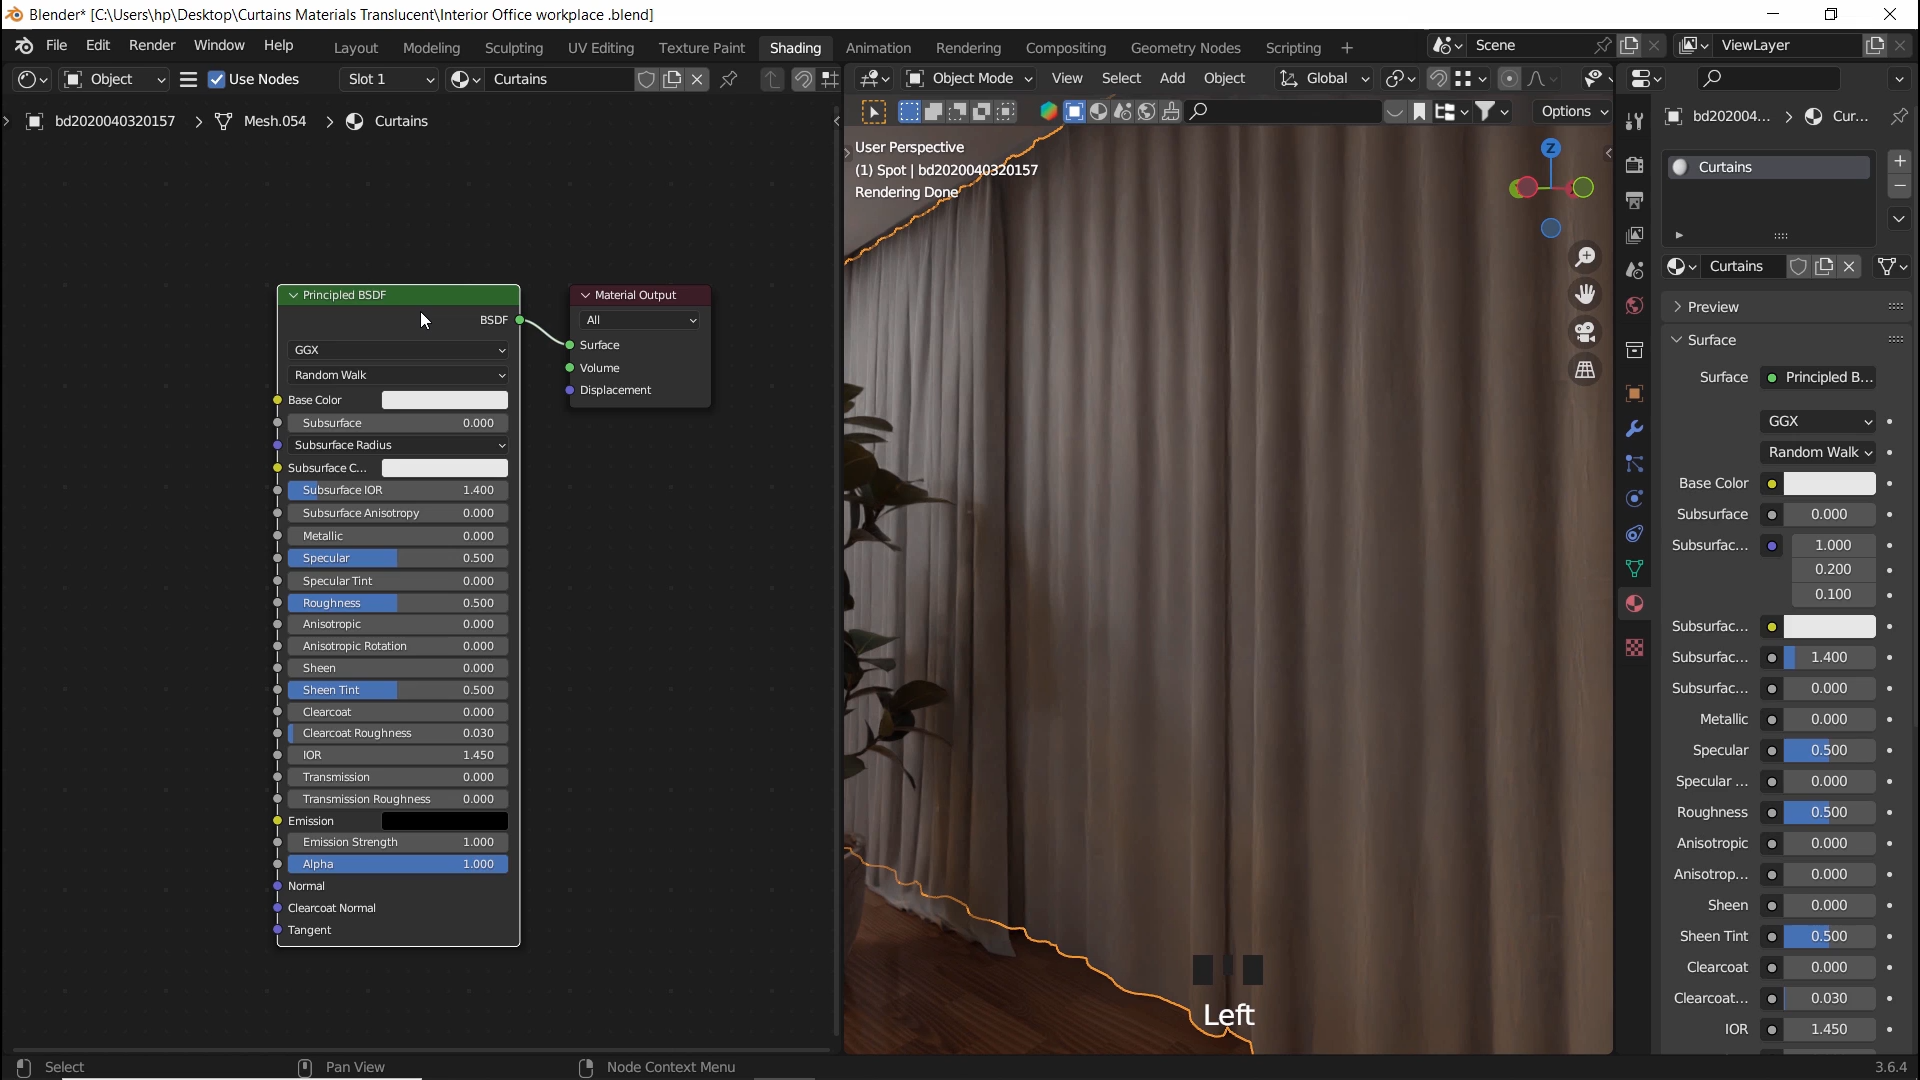 Blender* [C:\Users\hp\Desktop\Curtains Materials Translucent\Interior Office workplace .blend]
File Edit Render Window Help Layout Modeling Sculpting UV Editing Texture Paint Shading Animation Rendering Compositing Geometry Nodes Scripting + Scene ViewLayer
Object Use Nodes Slot 1 Curtains Object Mode View Select Add Object Global
Options
bd2020040320157 > Mesh.054 > Curtains
bd202004... > Cur...
User Perspective
(1) Spot | bd2020040320157
Rendering Done
Z
Principled BSDF
BSDF
GGX
Random Walk
Base Color
Subsurface 0.000
Subsurface Radius
Subsurface C...
Subsurface IOR 1.400
Subsurface Anisotropy 0.000
Metallic 0.000
Specular 0.500
Specular Tint 0.000
Roughness 0.500
Anisotropic 0.000
Anisotropic Rotation 0.000
Sheen 0.000
Sheen Tint 0.500
Clearcoat 0.000
Clearcoat Roughness 0.030
IOR 1.450
Transmission 0.000
Transmission Roughness 0.000
Emission
Emission Strength 1.000
Alpha 1.000
Normal
Clearcoat Normal
Tangent
Material Output
All
Surface
Volume
Displacement
Left
Curtains
Curtains
Preview
Surface
Surface Principled B...
GGX
Random Walk
Base Color
Subsurface 0.000
Subsurfac... 1.000
0.200
0.100
Subsurfac...
Subsurfac... 1.400
Subsurfac... 0.000
Metallic 0.000
Specular 0.500
Specular ... 0.000
Roughness 0.500
Anisotropic 0.000
Anisotrop... 0.000
Sheen 0.000
Sheen Tint 0.500
Clearcoat 0.000
Clearcoat... 0.030
IOR 1.450
Select Pan View Node Context Menu 3.6.4